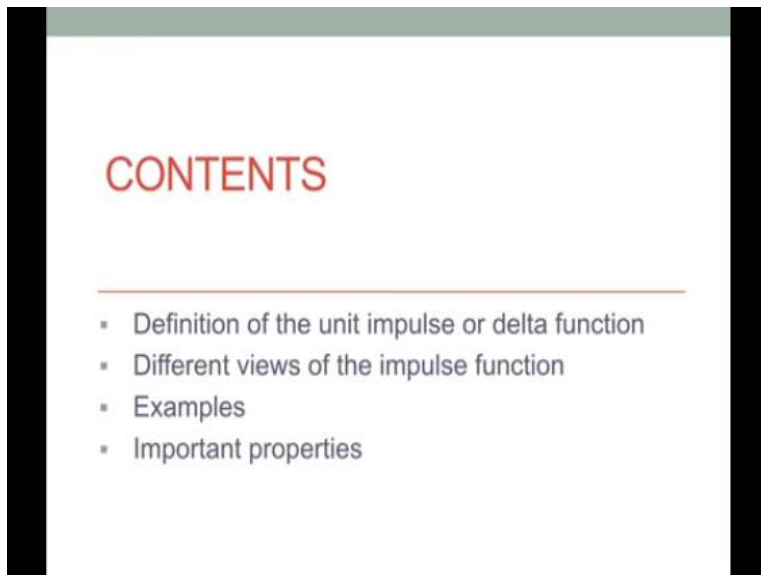 CONTENTS
Definition of the unit impulse or delta function
Different views of the impulse function
Examples
Important properties